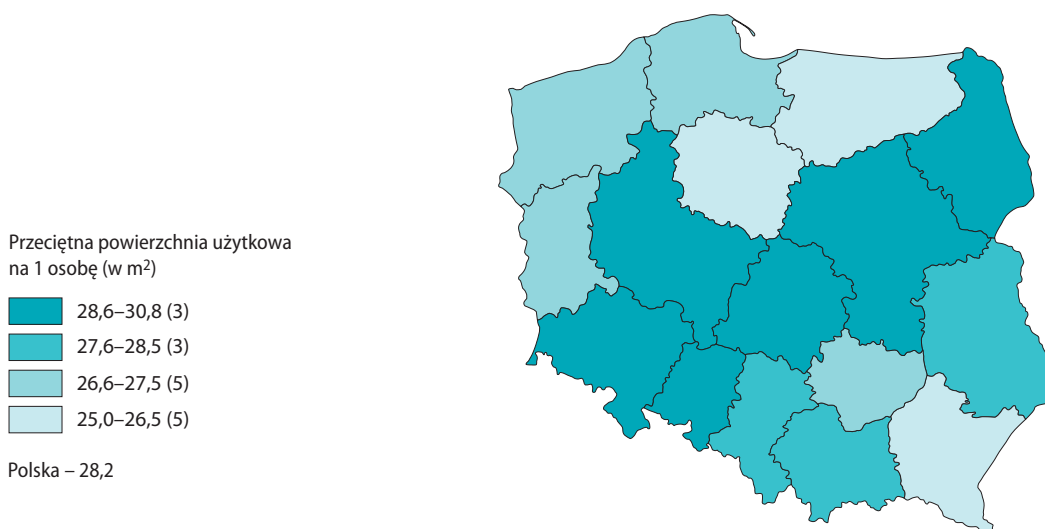 Przeciętna powierzchnia użytkowa
na 1 osobę (w m²)
28,6–30,8 (3)
27,6–28,5 (3)
26,6–27,5 (5)
25,0–26,5 (5)
Polska – 28,2